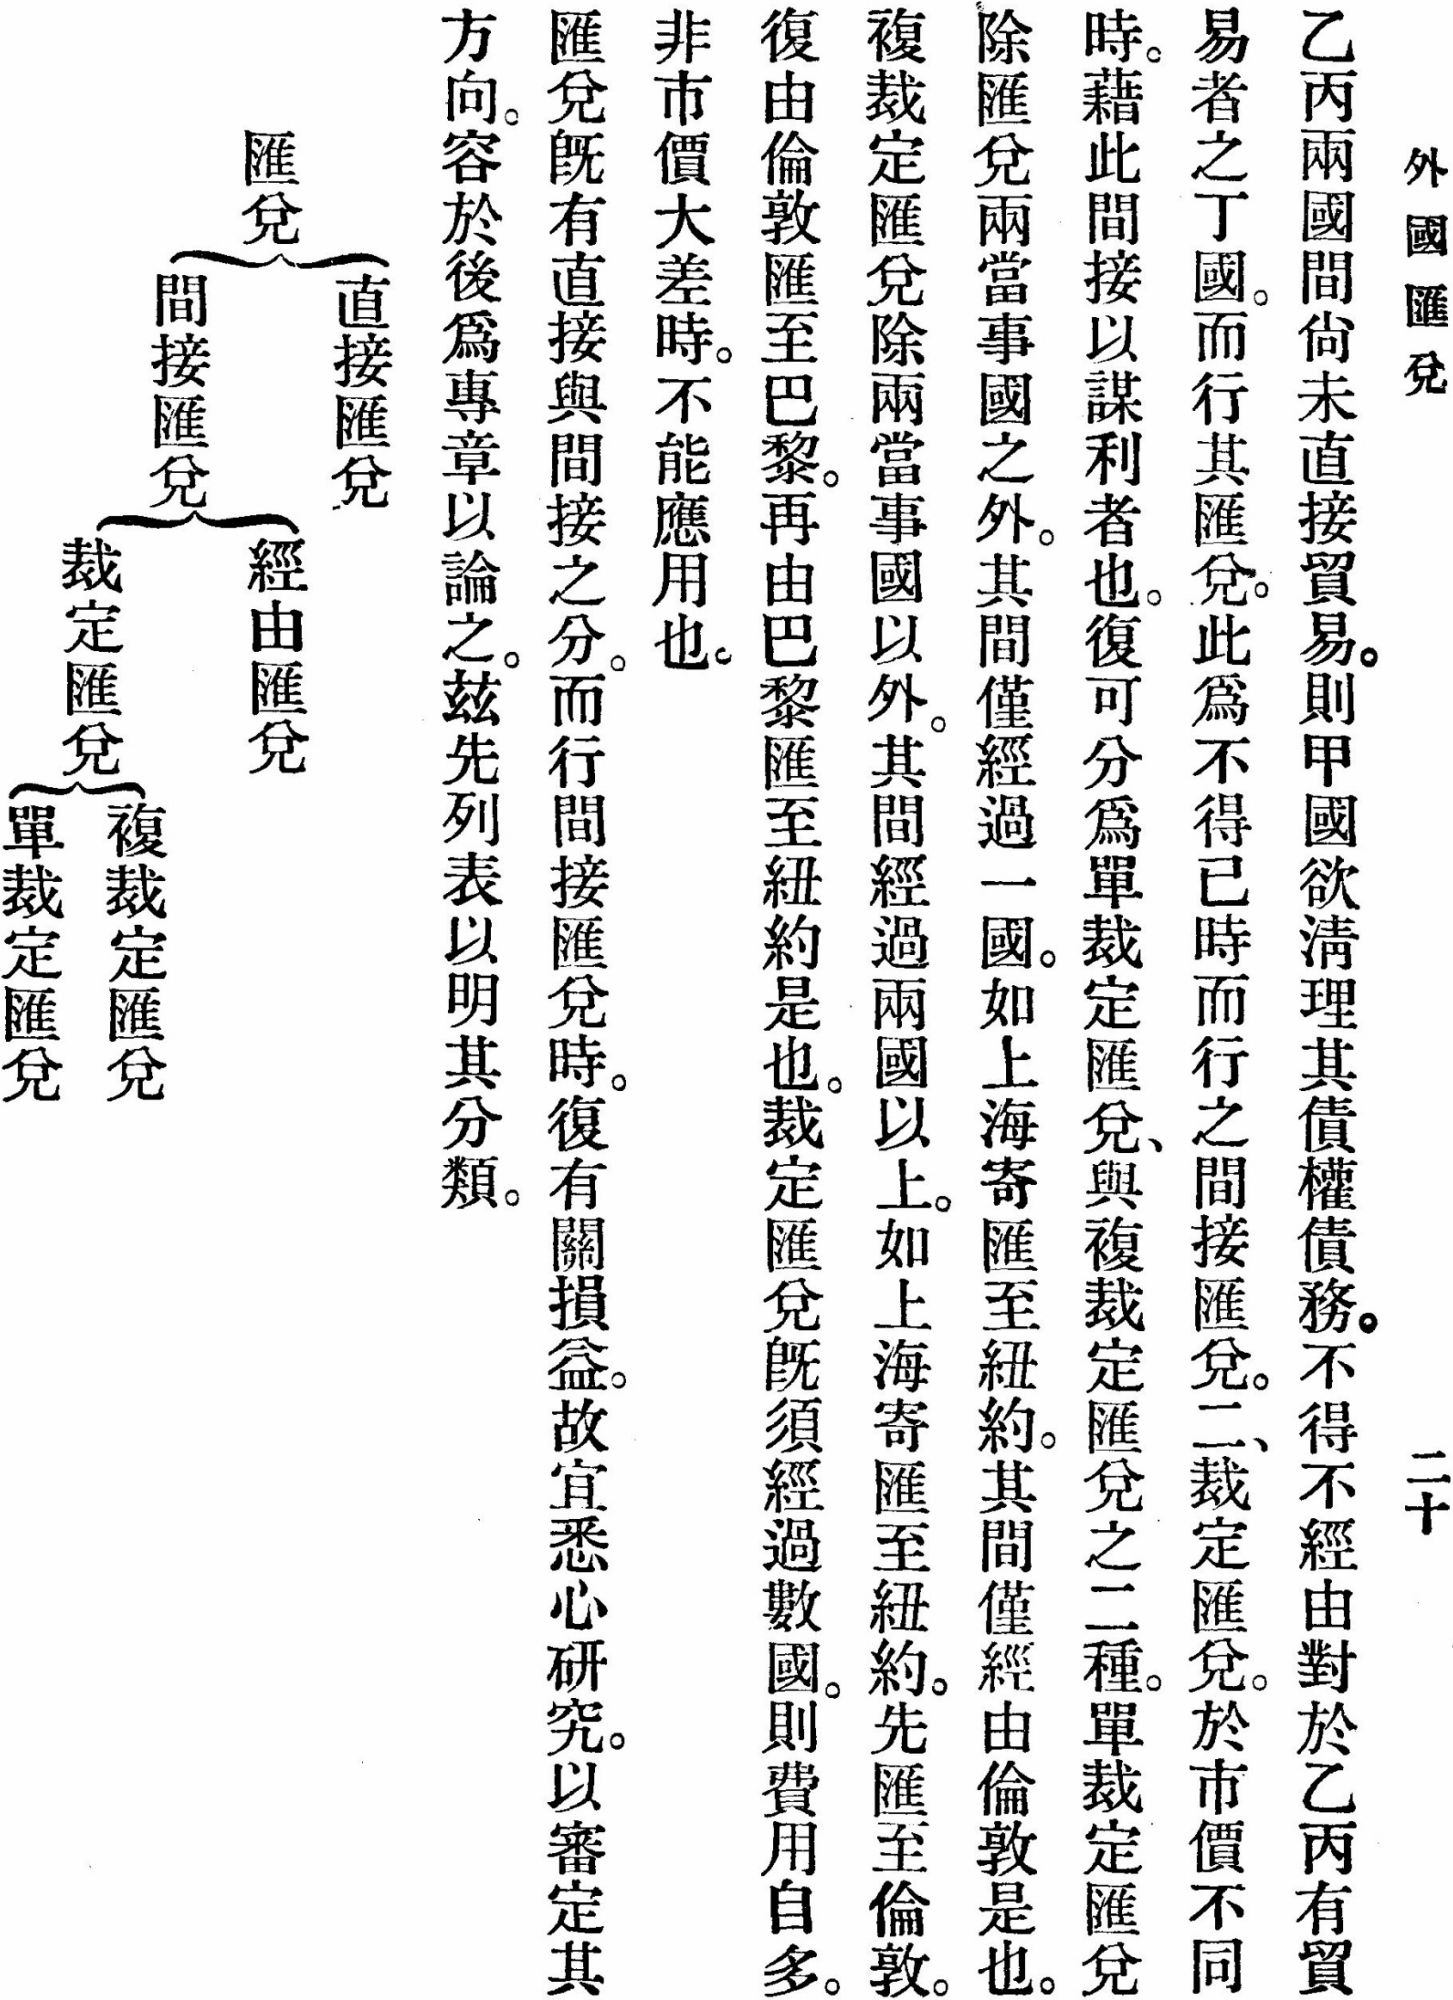 外國匯兌
二十
乙丙兩國間尙未直接貿易。則甲國欲淸理其債權債務。不得不經由對於乙丙有貿
易者之丁國。而行其匯兌。此爲不得已時而行之間接匯兌。二、裁定匯兌。於市價不同
時。藉此間接以謀利者也。復可分爲單裁定匯兌、與複裁定匯兌之二種。單裁定匯兌
除匯兌兩當事國之外。其間僅經過一國。如上海寄匯至紐約。其間僅經由倫敦是也。
複裁定匯兌除兩當事國以外。其間經過兩國以上。如上海寄匯至紐約。先匯至倫敦。
復由倫敦匯至巴黎。再由巴黎匯至紐約是也。裁定匯兌旣須經過數國。則費用自多。
非市價大差時。不能應用也。
匯兌旣有直接與間接之分。而行間接匯兌時。復有關損益。故宜悉心研究。以審定其
方向。容於後爲專章以論之。玆先列表以明其分類。
匯兌
直接匯兌
間接匯兌
經由匯兌
裁定匯兌
複裁定匯兌
單裁定匯兌